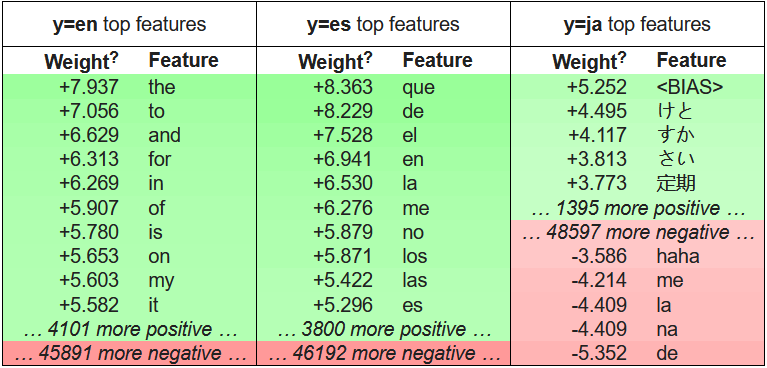 y=en top features y=es top features y=ja top features
Weight? Feature Weight? Feature Weight? Feature
+7.937 the +8.363 que +5.252 <BIAS>
+7.056 to +8.229 de +4.495 けと
+6.629 and +7.528 el +4.117 すか
+6.313 for +6.941 en +3.813 さい
+6.269 in +6.530 la +3.773 定期
+5.907 of +6.276 me … 1395 more positive …
+5.780 is +5.879 no … 48597 more negative …
+5.653 on +5.871 los -3.586 haha
+5.603 my +5.422 las -4.214 me
+5.582 it +5.296 es -4.409 la
… 4101 more positive … … 3800 more positive … -4.409 na
… 45891 more negative … … 46192 more negative … -5.352 de